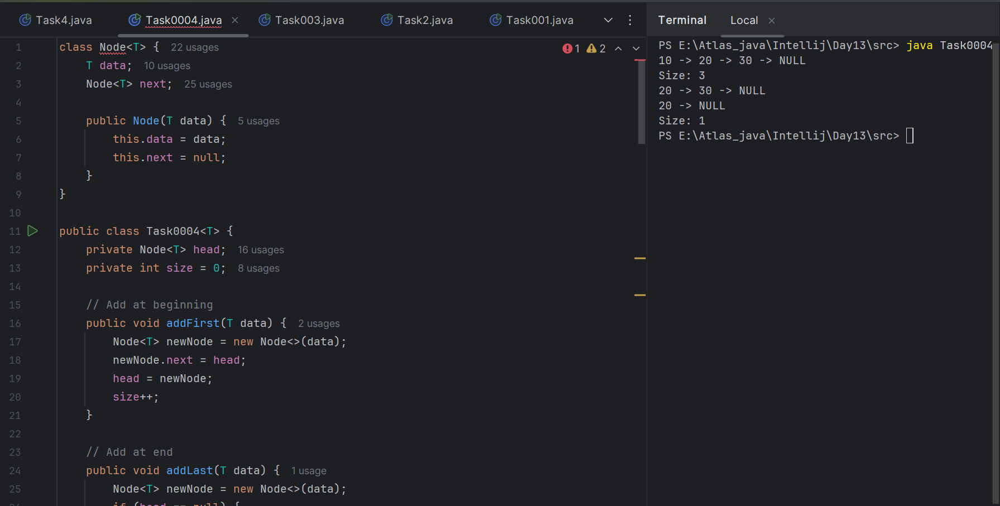 Task4.java Task0004.java Task003.java Task2.java Task001.java
1 class Node<T> { 22 usages
1 2
2 T data; 10 usages
3 Node<T> next; 25 usages
4
5 public Node(T data) { 5 usages
6 this.data = data;
7 this.next = null;
8 }
9 }
10
11 public class Task0004<T> {
12 private Node<T> head; 16 usages
13 private int size = 0; 8 usages
14
15 // Add at beginning
16 public void addFirst(T data) { 2 usages
17 Node<T> newNode = new Node<>(data);
18 newNode.next = head;
19 head = newNode;
20 size++;
21 }
22
23 // Add at end
24 public void addLast(T data) { 1 usage
25 Node<T> newNode = new Node<>(data);
26 if (head == null) {
Terminal Local
PS E:\Atlas_java\Intellij\Day13\src> java Task0004
10 -> 20 -> 30 -> NULL
Size: 3
20 -> 30 -> NULL
20 -> NULL
Size: 1
PS E:\Atlas_java\Intellij\Day13\src>